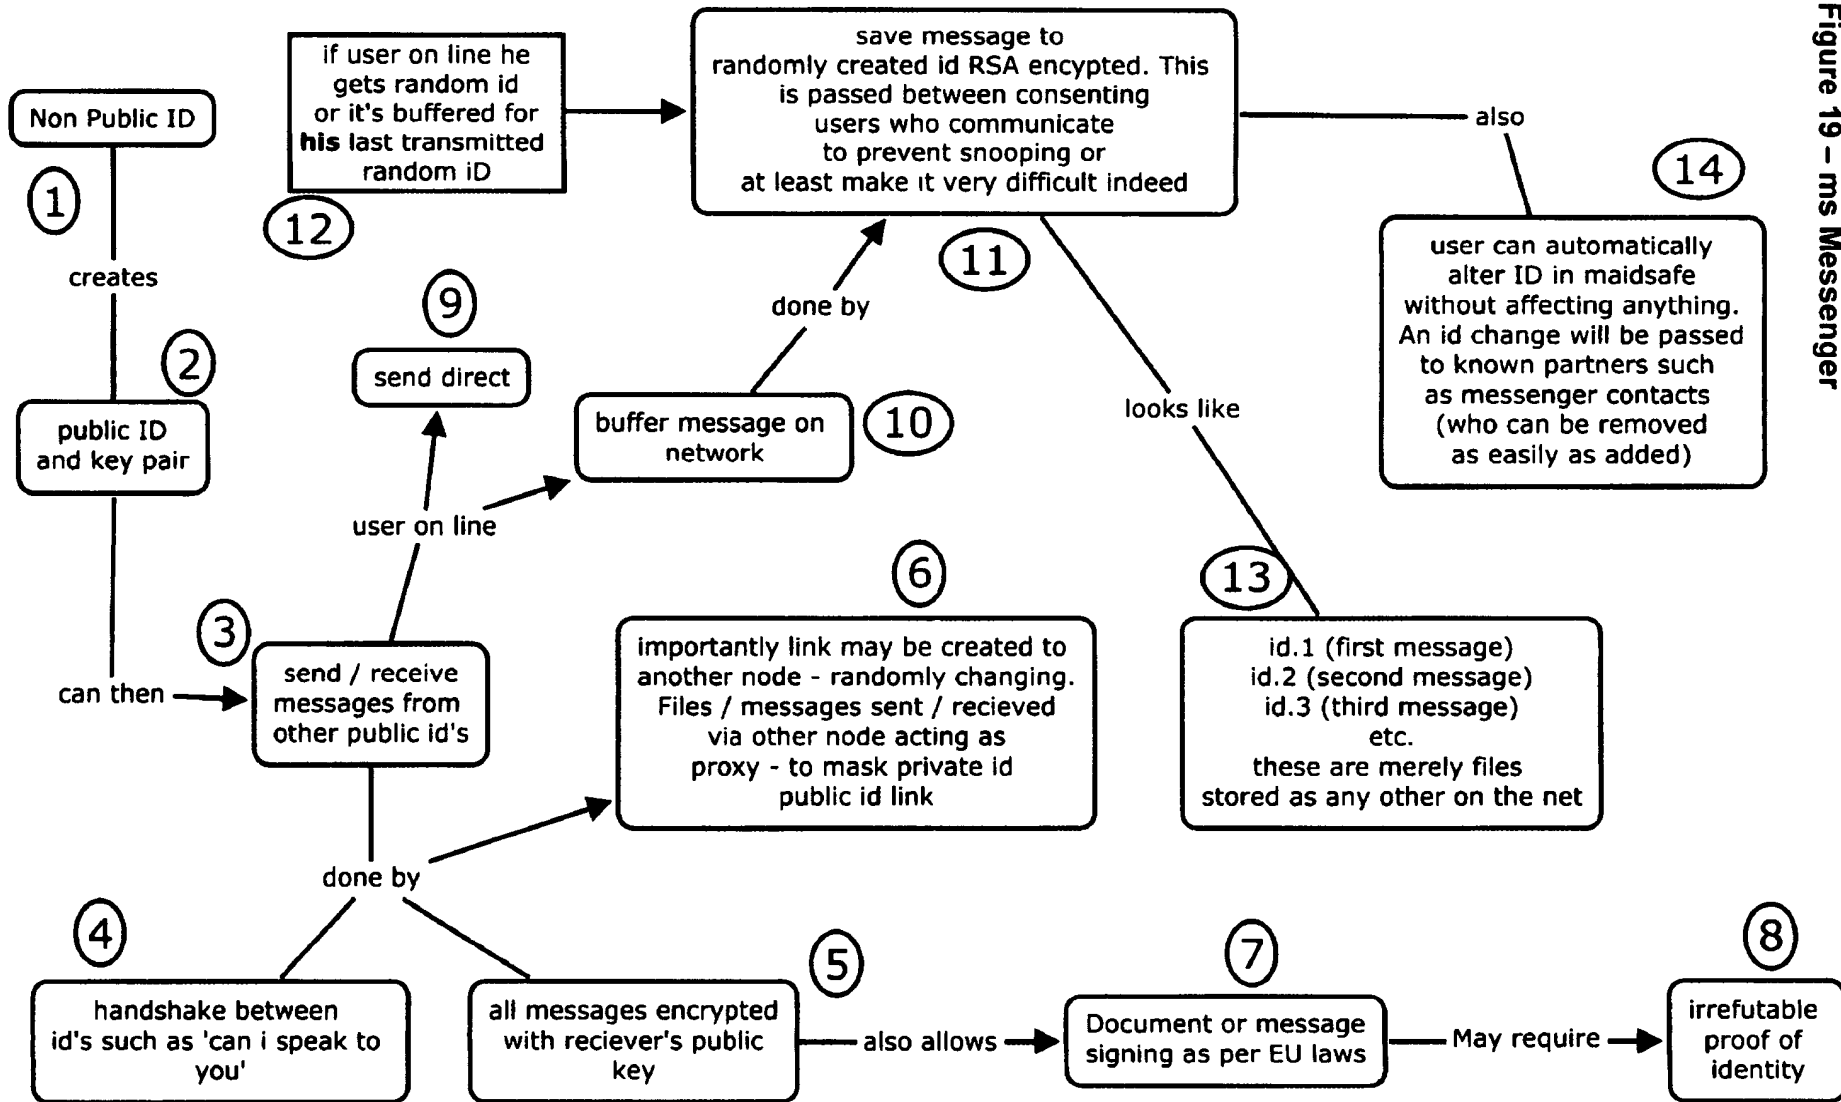 Figure 19 – ms Messenger
Non Public ID
1
creates
2
public ID
and key pair
can then
3
send / receive
messages from
other public id's
done by
4
handshake between
id's such as 'can i speak to
you'
all messages encrypted
with reciever's public
key
5
also allows
6
importantly link may be created to
another node - randomly changing.
Files / messages sent / recieved
via other node acting as
proxy - to mask private id
public id link
7
Document or message
signing as per EU laws
May require
8
irrefutable
proof of
identity
user on line
9
send direct
buffer message on
network
10
done by
save message to
randomly created id RSA encypted. This
is passed between consenting
users who communicate
to prevent snooping or
at least make it very difficult indeed
11
if user on line he
gets random id
or it's buffered for
his last transmitted
random iD
12
looks like
13
id.1 (first message)
id.2 (second message)
id.3 (third message)
etc.
these are merely files
stored as any other on the net
also
14
user can automatically
alter ID in maidsafe
without affecting anything.
An id change will be passed
to known partners such
as messenger contacts
(who can be removed
as easily as added)